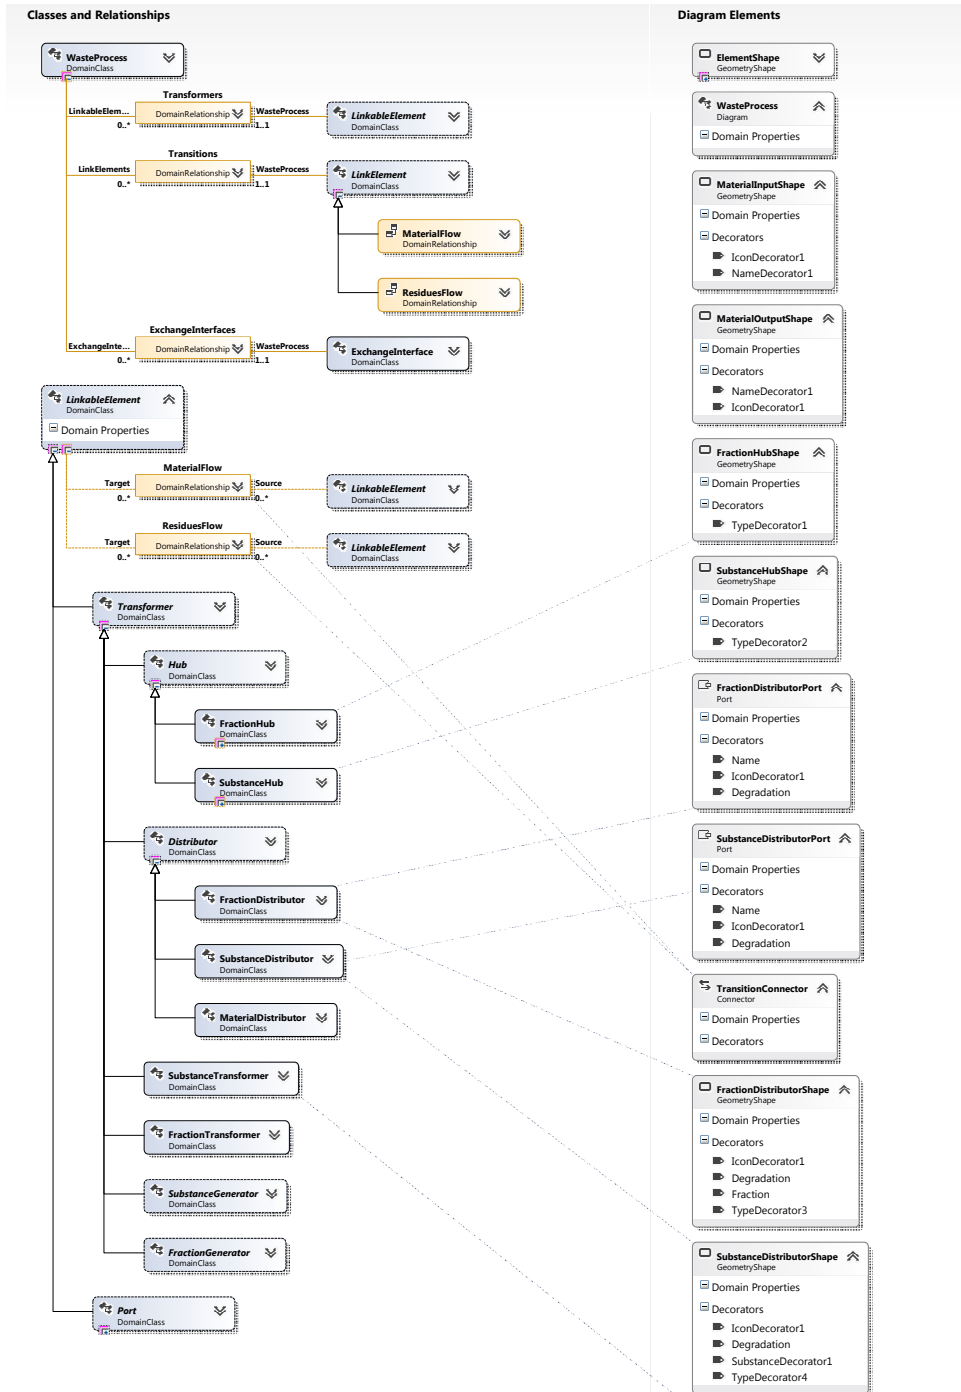 Classes and Relationships
WasteProcess
DomainClass
Transformers
LinkableElem...
DomainRelationship
WasteProcess
0..*
1..1
LinkableElement
DomainClass
Transitions
LinkElements
DomainRelationship
WasteProcess
0..*
1..1
LinkElement
DomainClass
MaterialFlow
DomainRelationship
ResiduesFlow
DomainRelationship
ExchangeInterfaces
ExchangeInte...
DomainRelationship
WasteProcess
0..*
1..1
ExchangeInterface
DomainClass
LinkableElement
DomainClass
Domain Properties
MaterialFlow
Target
DomainRelationship
Source
0..*
0..*
LinkableElement
DomainClass
ResiduesFlow
Target
DomainRelationship
Source
0..*
0..*
LinkableElement
DomainClass
Transformer
DomainClass
Hub
DomainClass
FractionHub
DomainClass
SubstanceHub
DomainClass
Distributor
DomainClass
FractionDistributor
DomainClass
SubstanceDistributor
DomainClass
MaterialDistributor
DomainClass
SubstanceTransformer
DomainClass
FractionTransformer
DomainClass
SubstanceGenerator
DomainClass
FractionGenerator
DomainClass
Port
DomainClass
Diagram Elements
ElementShape
GeometryShape
WasteProcess
Diagram
Domain Properties
MaterialInputShape
GeometryShape
Domain Properties
Decorators
IconDecorator1
NameDecorator1
MaterialOutputShape
GeometryShape
Domain Properties
Decorators
NameDecorator1
IconDecorator1
FractionHubShape
GeometryShape
Domain Properties
Decorators
TypeDecorator1
SubstanceHubShape
GeometryShape
Domain Properties
Decorators
TypeDecorator2
FractionDistributorPort
Port
Domain Properties
Decorators
Name
IconDecorator1
Degradation
SubstanceDistributorPort
Port
Domain Properties
Decorators
Name
IconDecorator1
Degradation
TransitionConnector
Connector
Domain Properties
Decorators
FractionDistributorShape
GeometryShape
Domain Properties
Decorators
IconDecorator1
Degradation
Fraction
TypeDecorator3
SubstanceDistributorShape
GeometryShape
Domain Properties
Decorators
IconDecorator1
Degradation
SubstanceDecorator1
TypeDecorator4